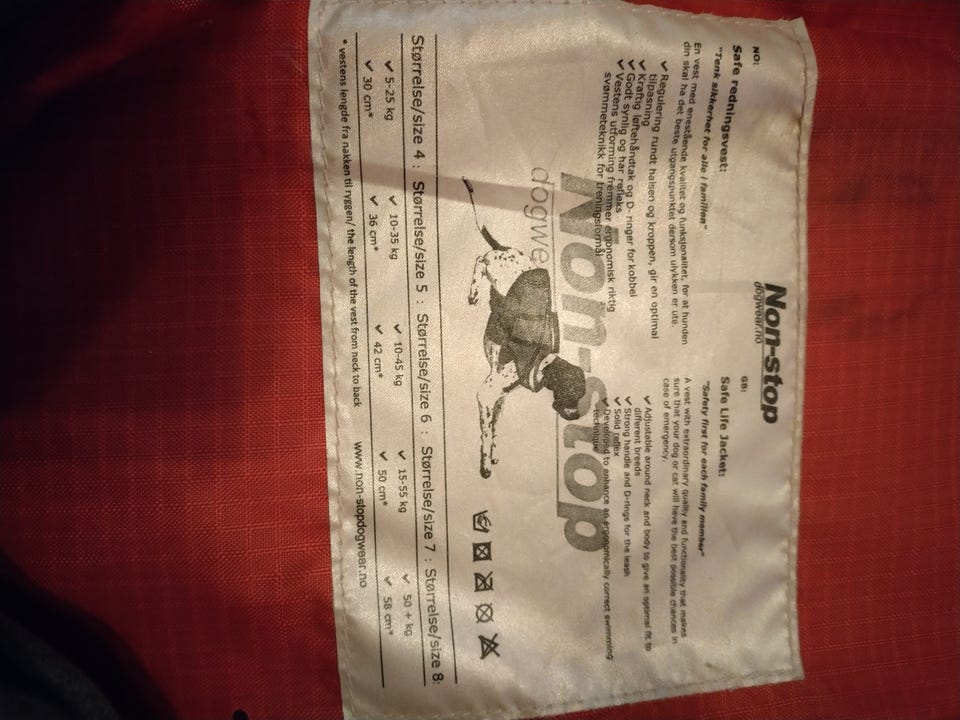 Non-stop
dogwear.no
NO:
Safe redningsvest:
"Tenk sikkerhet for alle i familien"
En vest med enestående kvalitet og funksjonalitet, for at hunden
din skal ha det beste utgangspunktet dersom ulykken er ute.
✔ Regulering rundt halsen og kroppen, gir en optimal
tilpasning
✔ Kraftig løftehåndtak og D- ringer for kobbel
✔ Godt synlig og har refleks
✔ Vestens utforming fremmer ergonomisk riktig
svømmeteknikk for treningsformål
GB:
Safe Life Jacket:
"Safety first for each family member"
A vest with extraordinary quality and functionality that makes
sure that your dog or cat will have the best possible chances in
case of emergency.
✔ Adjustable around neck and body to give an optimal fit to
different breeds
✔ Strong handle and D-rings for the leash
✔ Solid reflex
✔ Developed to enhance an ergonomically correct swimming
technique
Non-stop
dogwe
Størrelse/size 4 : Størrelse/size 5 : Størrelse/size 6 : Størrelse/size 7 : Størrelse/size 8:
✔ 5-25 kg ✔ 10-35 kg ✔ 10-45 kg ✔ 15-55 kg ✔ 50 + kg
✔ 30 cm* ✔ 36 cm* ✔ 42 cm* ✔ 50 cm* ✔ 58 cm*
* vestens lengde fra nakken til ryggen/ the length of the vest from neck to back www.non-stopdogwear.no